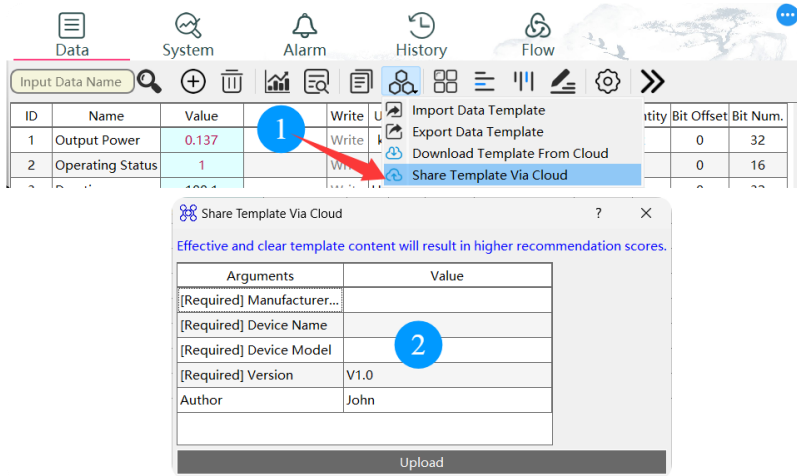 Data System Alarm History Flow
Input Data Name
ID Name Value Write U ntity Bit Offset Bit Num.
Import Data Template
1 Output Power 0.137 Write k 0 32
Export Data Template
Download Template From Cloud
2 Operating Status 1 0 16
Share Template Via Cloud
1
Share Template Via Cloud ? X
Effective and clear template content will result in higher recommendation scores.
Arguments Value
[Required] Manufacturer...
[Required] Device Name
[Required] Device Model
2
[Required] Version V1.0
Author John
Upload